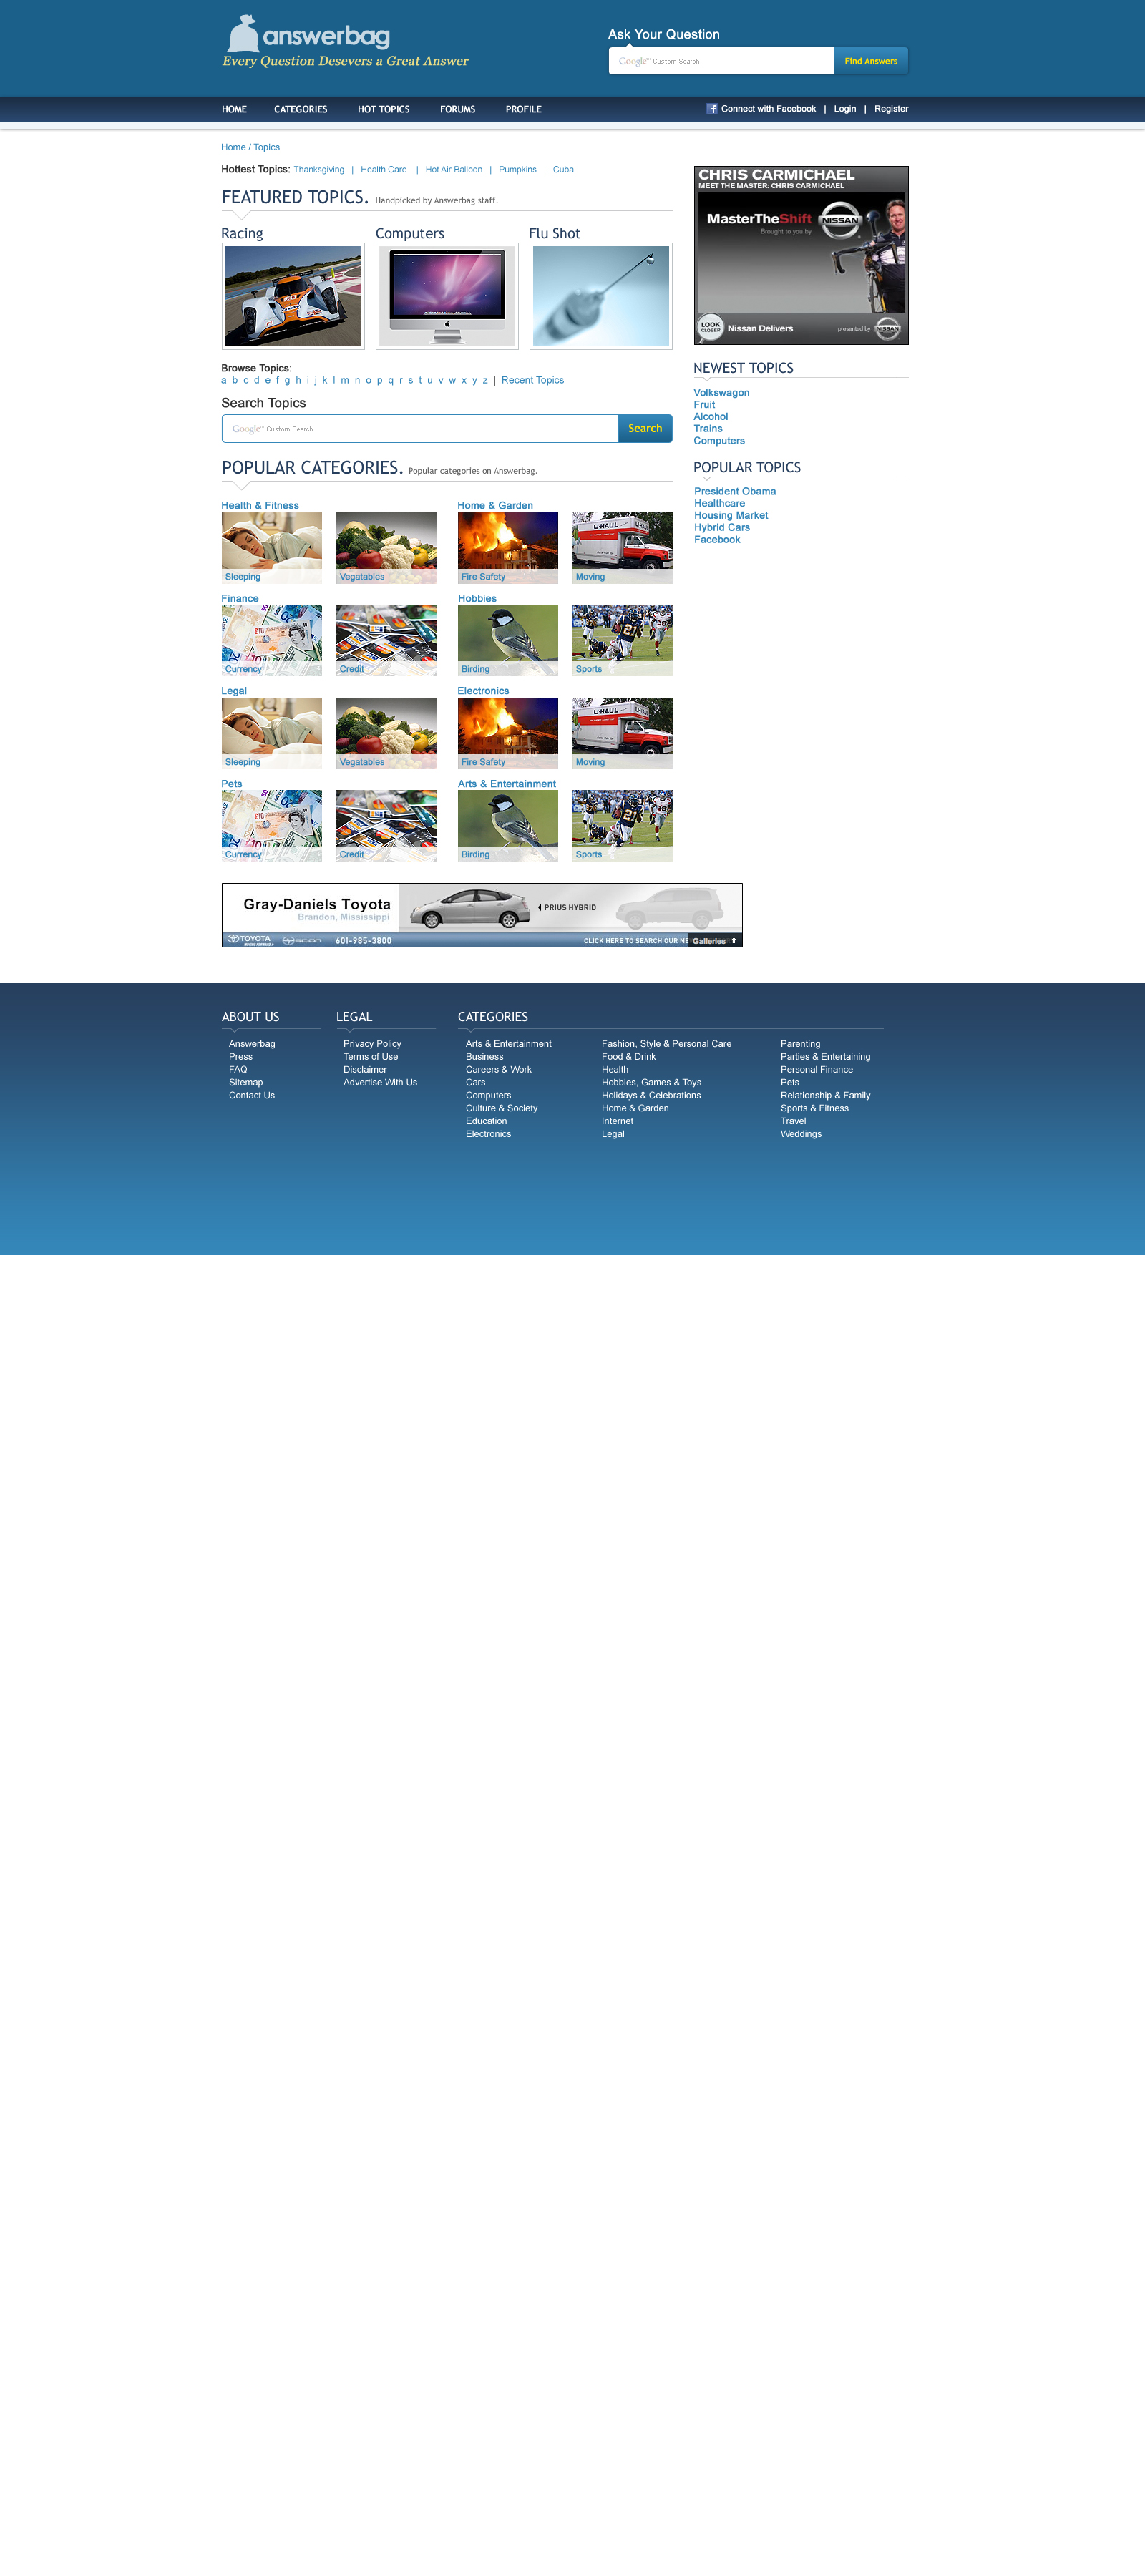 answerbag
Every Question Desevers a Great Answer
Ask Your Question
Google™ Custom Search
Find Answers
HOME CATEGORIES HOT TOPICS FORUMS PROFILE
Connect with Facebook | Login | Register
Home / Topics
Hottest Topics: Thanksgiving | Health Care | Hot Air Balloon | Pumpkins | Cuba
FEATURED TOPICS. Handpicked by Answerbag staff.
Racing Computers Flu Shot
Browse Topics:
a b c d e f g h i j k l m n o p q r s t u v w x y z | Recent Topics
Search Topics
Google™ Custom Search
Search
POPULAR CATEGORIES. Popular categories on Answerbag.
Health & Fitness Home & Garden
U-HAUL
Sleeping Vegatables Fire Safety Moving
Finance Hobbies
21
Currency Credit Birding Sports
Legal Electronics
U-HAUL
Sleeping Vegatables Fire Safety Moving
Pets Arts & Entertainment
21
Currency Credit Birding Sports
CHRIS CARMICHAEL
MEET THE MASTER: CHRIS CARMICHAEL
MasterTheShift
NISSAN
Brought to you by
LOOK
CLOSER
Nissan Delivers
presented by NISSAN
NEWEST TOPICS
Volkswagon
Fruit
Alcohol
Trains
Computers
POPULAR TOPICS
President Obama
Healthcare
Housing Market
Hybrid Cars
Facebook
Gray-Daniels Toyota
Brandon, Mississippi
PRIUS HYBRID
TOYOTA
SCION
601-985-3800
CLICK HERE TO SEARCH OUR NE
Galleries
ABOUT US
Answerbag
Press
FAQ
Sitemap
Contact Us
LEGAL
Privacy Policy
Terms of Use
Disclaimer
Advertise With Us
CATEGORIES
Arts & Entertainment
Business
Careers & Work
Cars
Computers
Culture & Society
Education
Electronics
Fashion, Style & Personal Care
Food & Drink
Health
Hobbies, Games & Toys
Holidays & Celebrations
Home & Garden
Internet
Legal
Parenting
Parties & Entertaining
Personal Finance
Pets
Relationship & Family
Sports & Fitness
Travel
Weddings